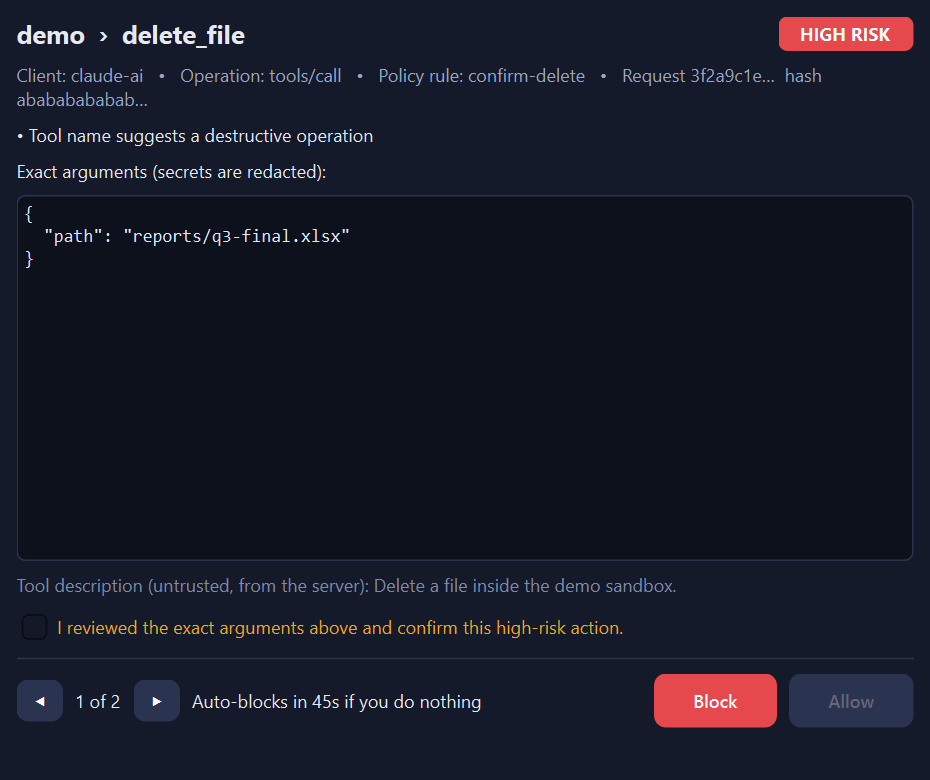 demo › delete_file
HIGH RISK
Client: claude-ai • Operation: tools/call • Policy rule: confirm-delete • Request 3f2a9c1e… hash
abababababab…
• Tool name suggests a destructive operation
Exact arguments (secrets are redacted):
{
"path": "reports/q3-final.xlsx"
}
Tool description (untrusted, from the server): Delete a file inside the demo sandbox.
I reviewed the exact arguments above and confirm this high-risk action.
◄ 1 of 2 ► Auto-blocks in 45s if you do nothing
Block
Allow